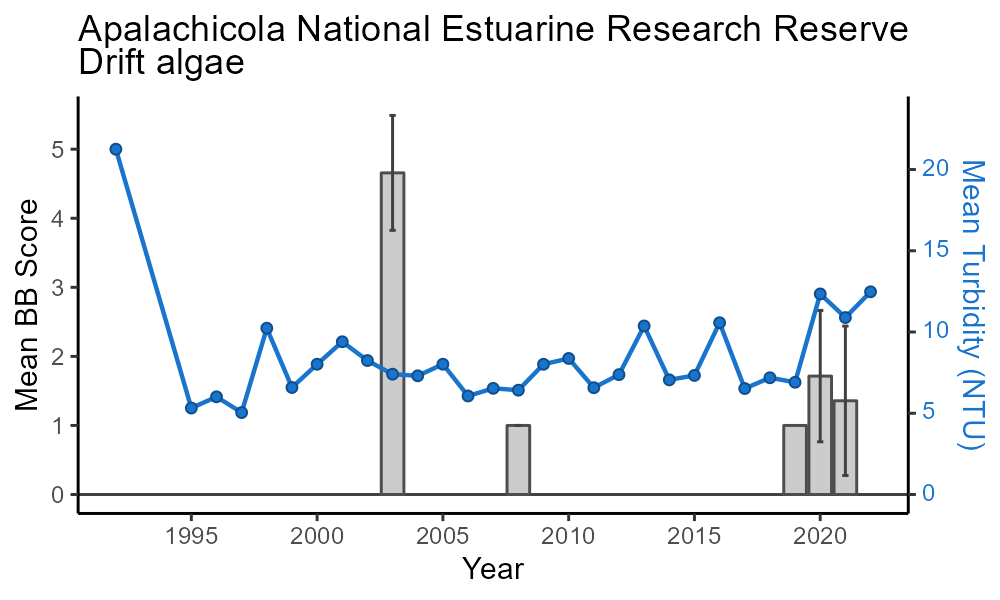 Apalachicola National Estuarine Research Reserve
Drift algae
Mean BB Score
5
4
3
2
1
0
20
15
10
5
0
Mean Turbidity (NTU)
1995 2000 2005 2010 2015 2020
Year